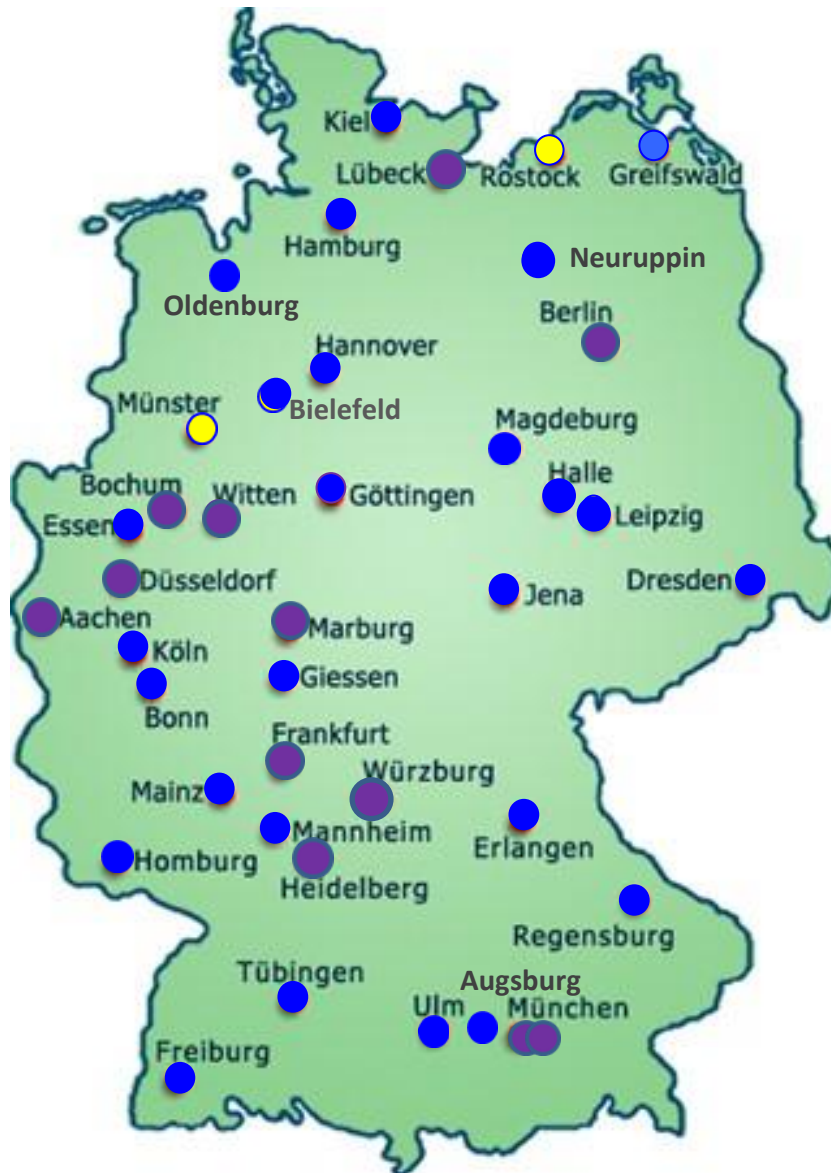 Kiel
Lübeck
Rostock
Greifswald
Hamburg
Neuruppin
Oldenburg
Berlin
Hannover
Münster
Bielefeld
Magdeburg
Bochum
Witten
Göttingen
Halle
Essen
Leipzig
Düsseldorf
Jena
Dresden
Aachen
Marburg
Köln
Giessen
Bonn
Frankfurt
Würzburg
Mainz
Mannheim
Erlangen
Homburg
Heidelberg
Regensburg
Tübingen
Augsburg
Ulm
München
Freiburg